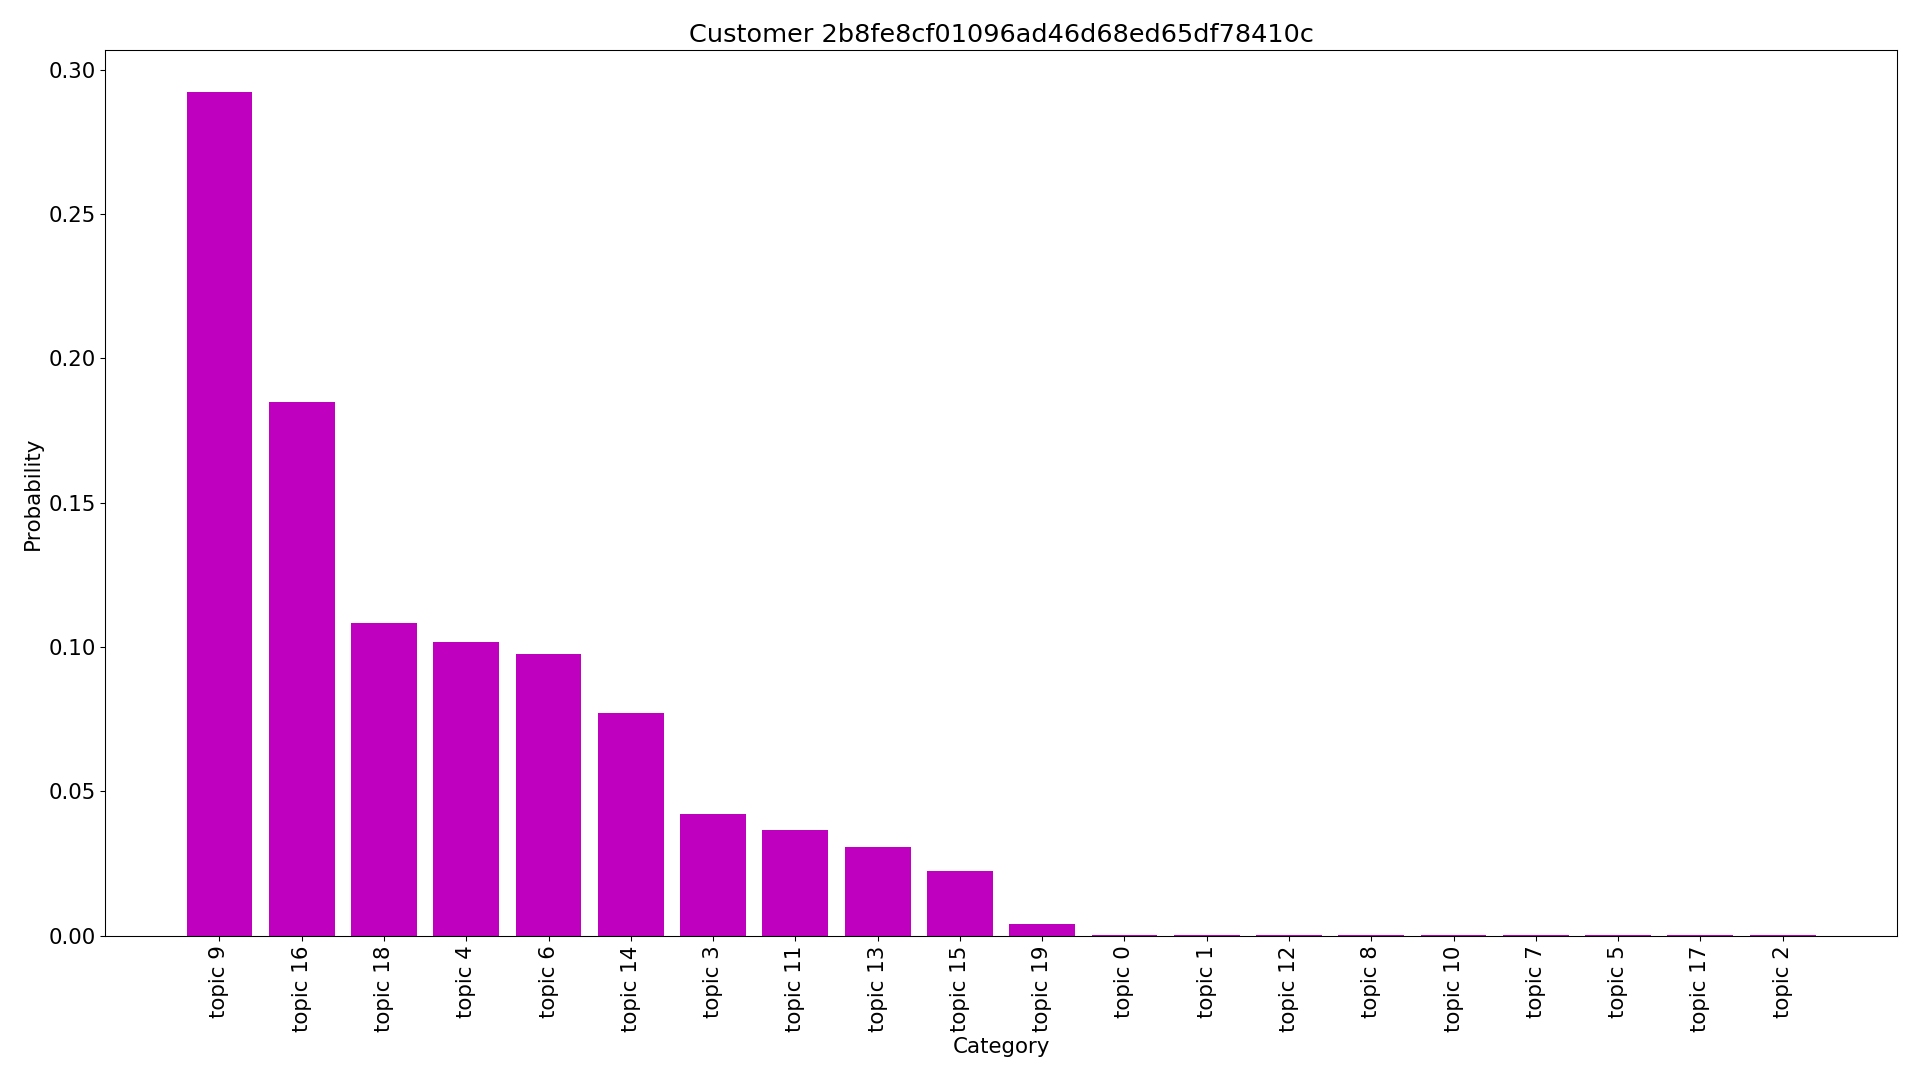 Customer 2b8fe8cf01096ad46d68ed65df78410c
0.30
0.25
0.20
0.15
0.10
0.05
0.00
Probability
topic 9
topic 16
topic 18
topic 4
topic 6
topic 14
topic 3
topic 11
topic 13
topic 15
topic 19
topic 0
topic 1
topic 12
topic 8
topic 10
topic 7
topic 5
topic 17
topic 2
Category